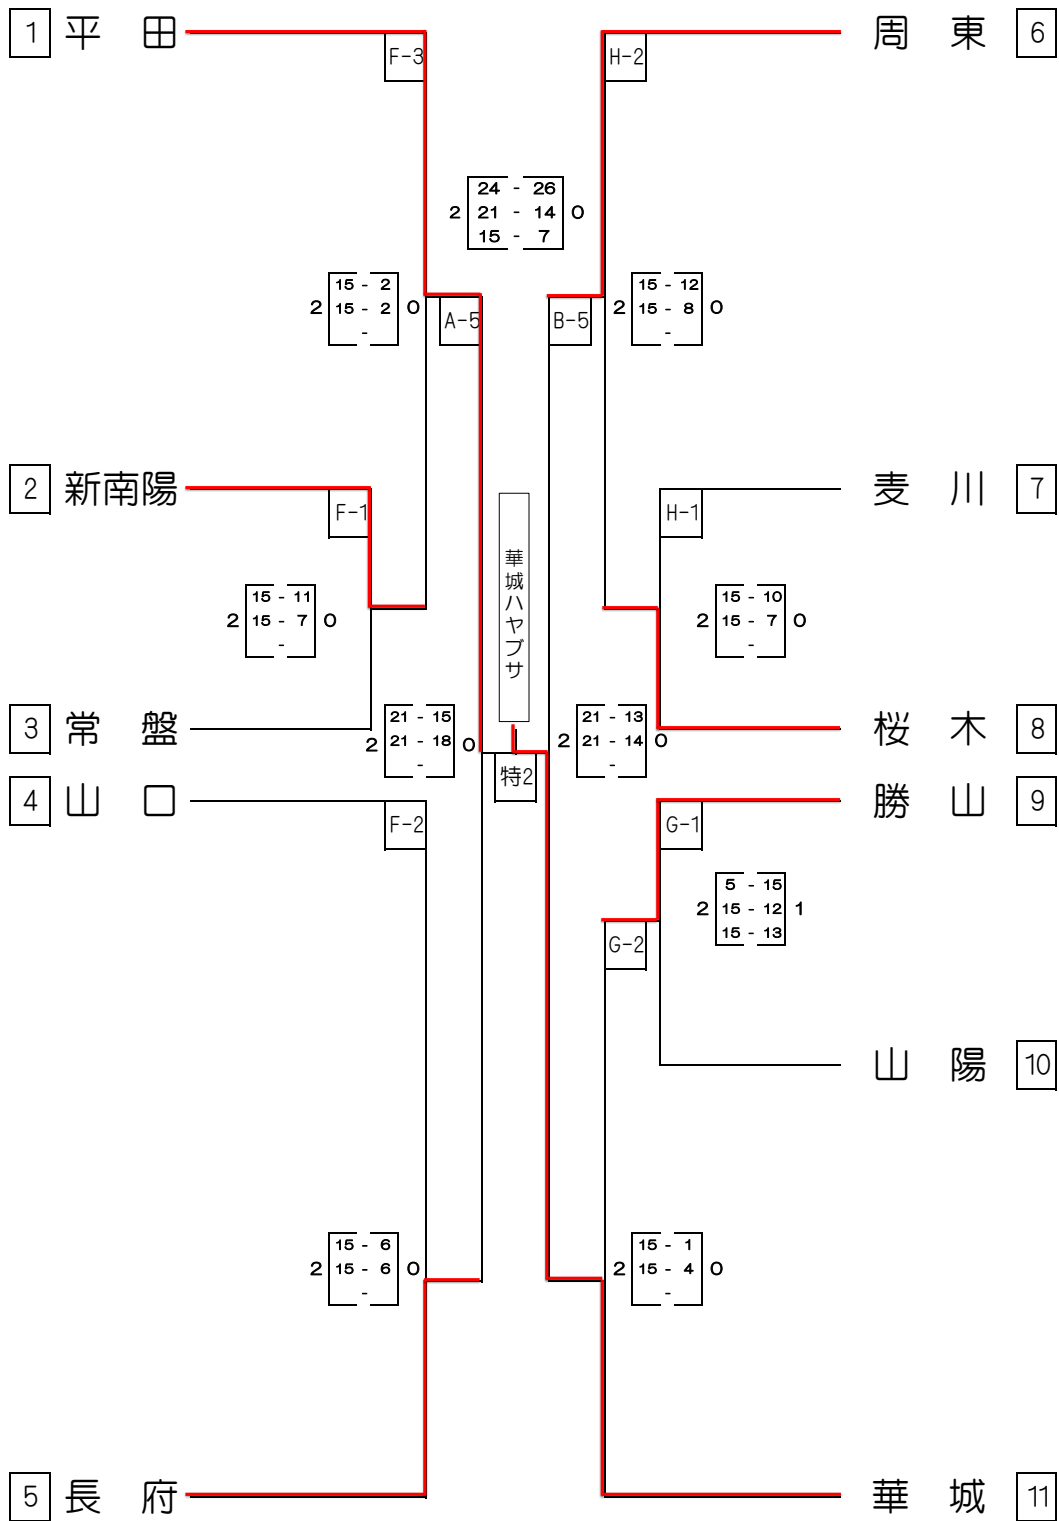 1 平 田
F-3
H-2
周 東 6
24 - 26
2 21 - 14 0
15 - 7
15 - 2
2 15 - 2 0
-
A-5
B-5
15 - 12
2 15 - 8 0
-
2 新南陽
F-1
H-1
麦 川 7
華城ハヤブサ
15 - 11
2 15 - 7 0
-
15 - 10
2 15 - 7 0
-
3 常 盤
21 - 15
2 21 - 18 0
-
21 - 13
2 21 - 14 0
-
桜 木 8
特2
4 山 口
F-2
G-1
勝 山 9
5 - 15
2 15 - 12 1
15 - 13
G-2
山 陽 10
15 - 6
2 15 - 6 0
-
15 - 1
2 15 - 4 0
-
5 長 府
華 城 11